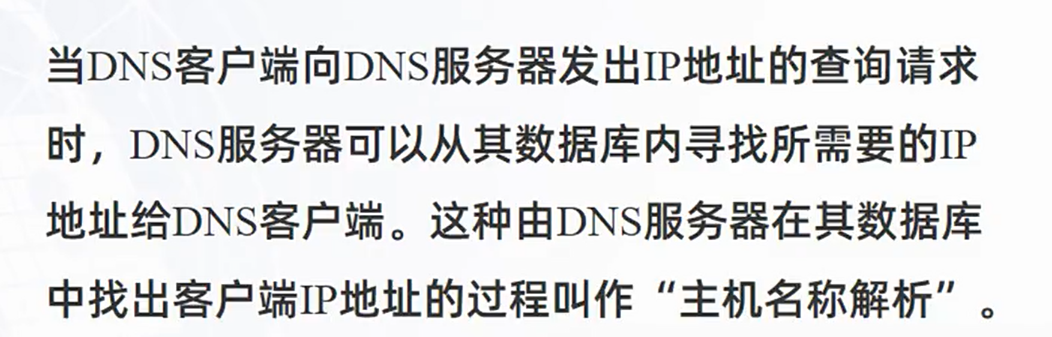 当DNS客户端向DNS服务器发出IP地址的查询请求
时，DNS服务器可以从其数据库内寻找所需要的IP
地址给DNS客户端。这种由DNS服务器在其数据库
中找出客户端IP地址的过程叫作“主机名称解析”。